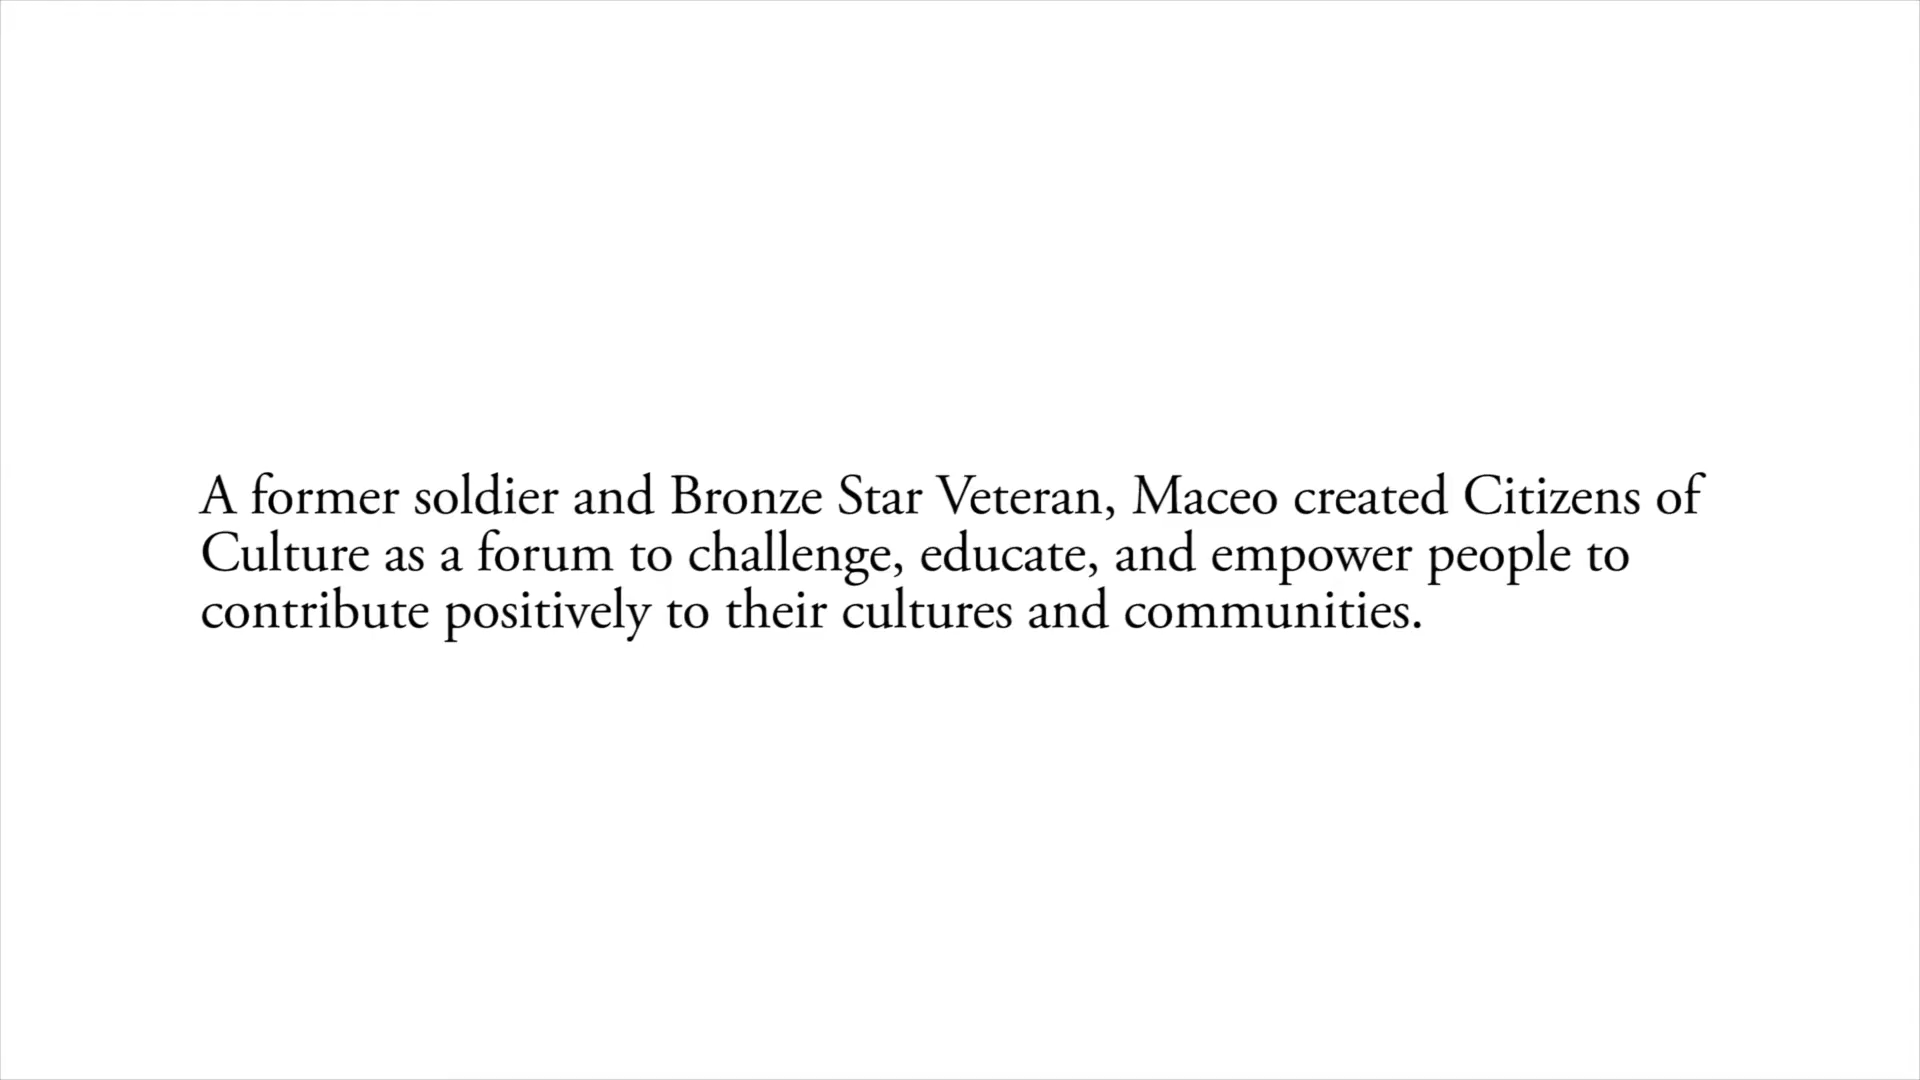 A former soldier and Bronze Star Veteran, Maceo created Citizens of
Culture as a forum to challenge, educate, and empower people to
contribute positively to their cultures and communities.